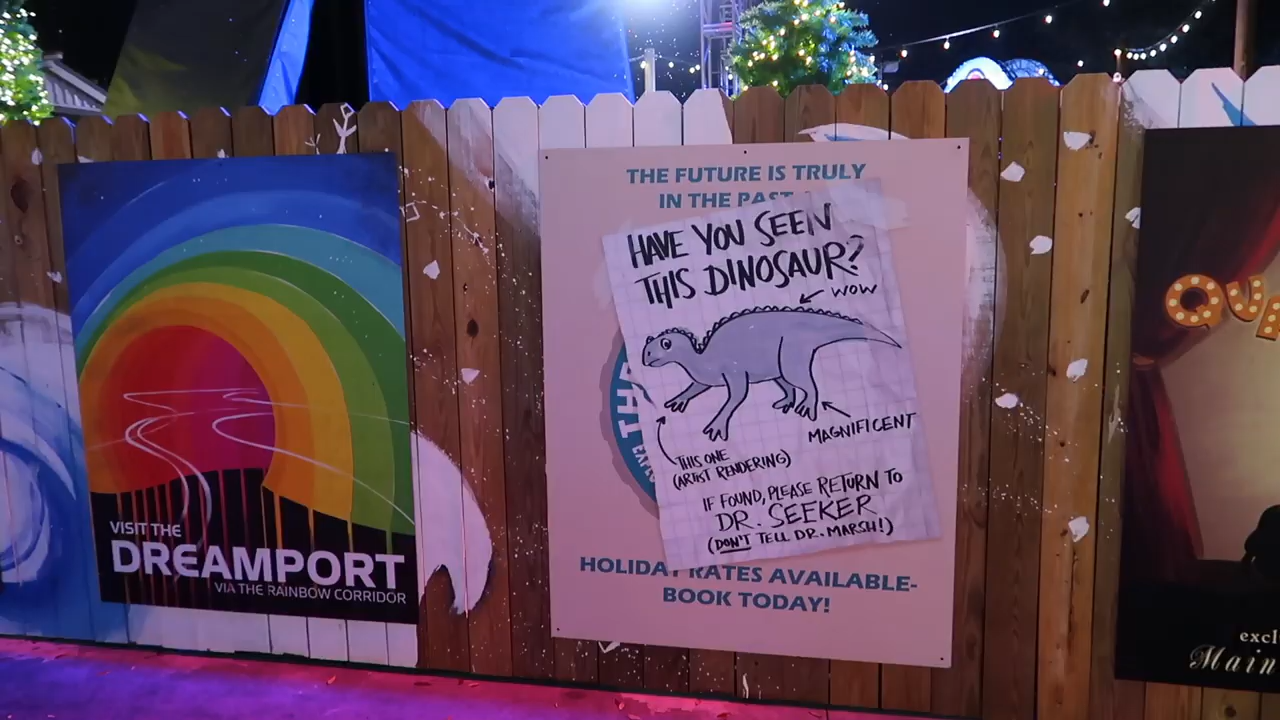 VISIT THE
DREAMPORT
VIA THE RAINBOW CORRIDOR
THE FUTURE IS TRULY
IN THE PAST
HAVE YOU SEEN
THIS DINOSAUR?
WOW
MAGNIFICENT
THIS ONE
(ARTIST RENDERING)
IF FOUND, PLEASE RETURN TO
DR. SEEKER
(DON'T TELL DR. MARSH!)
THE
HOLIDAY RATES AVAILABLE-
BOOK TODAY!